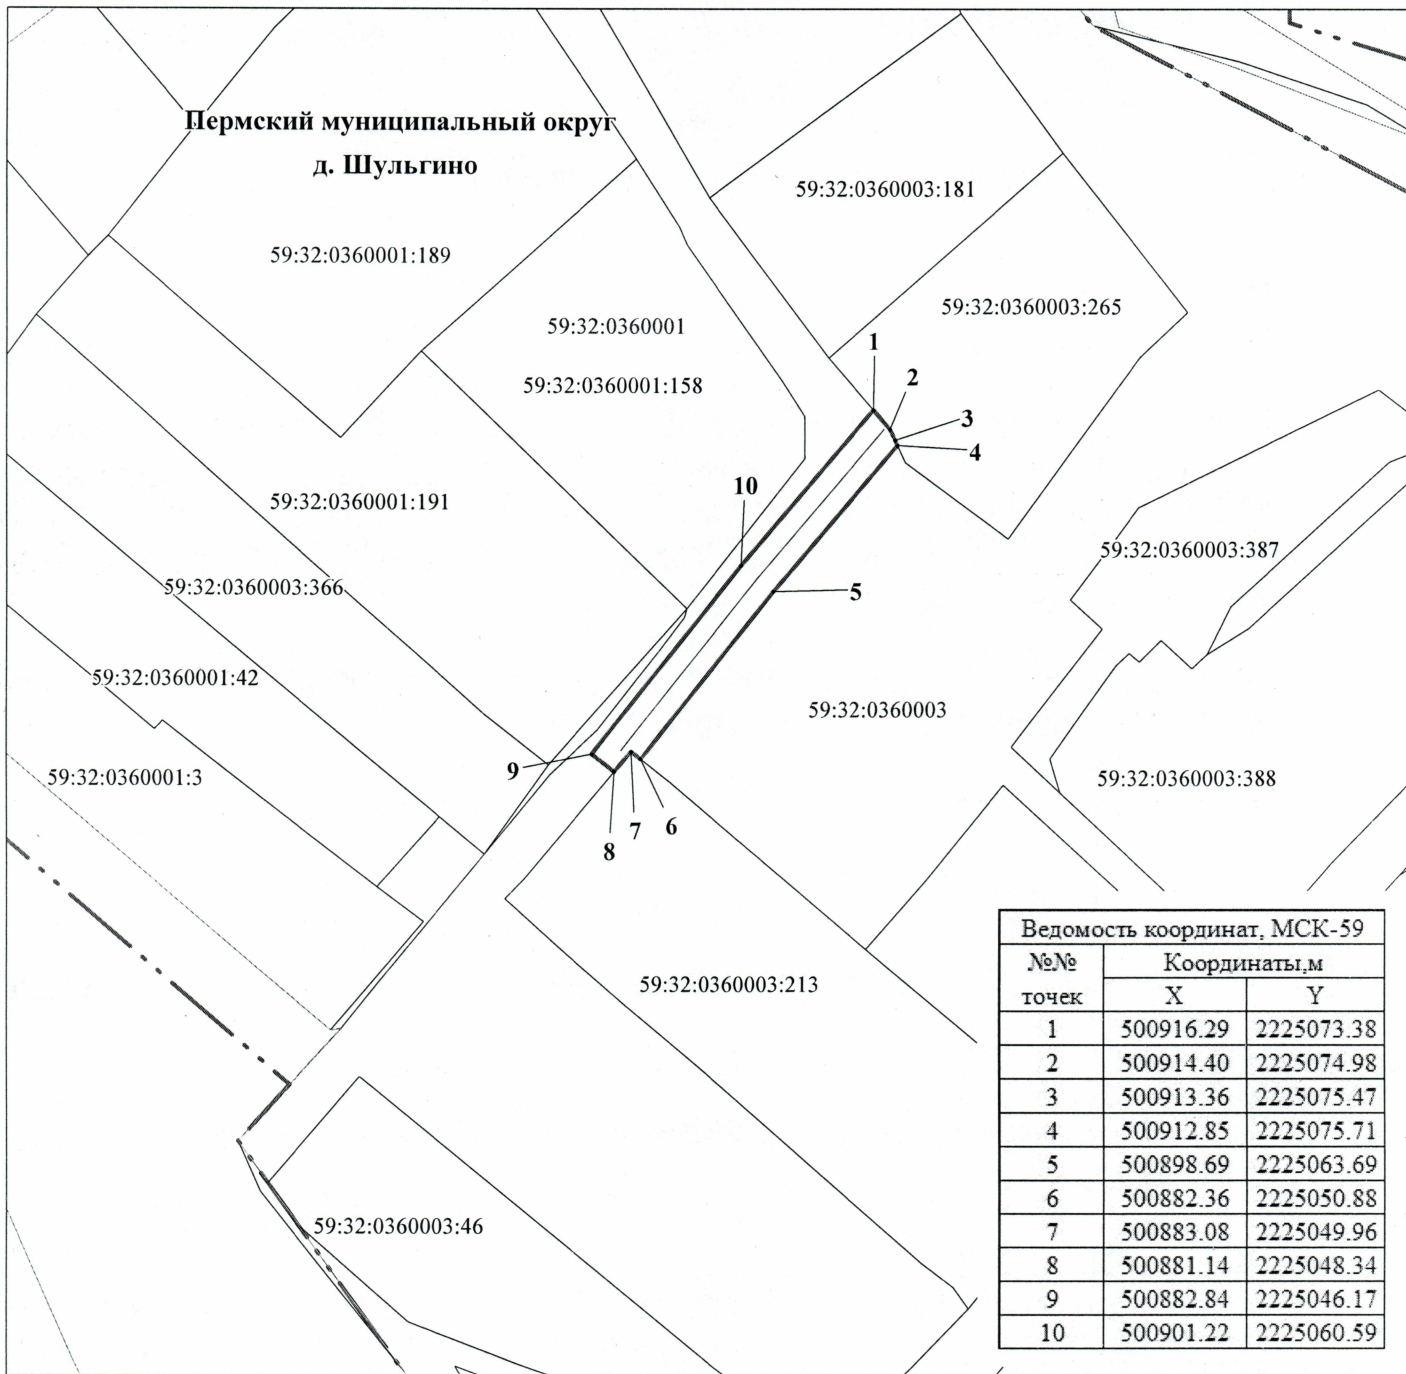 Пермский муниципальный округ
д. Шульгино
59:32:0360003:181
59:32:0360001:189
59:32:0360003:265
59:32:0360001
1
2
59:32:0360001:158
3
4
10
59:32:0360001:191
59:32:0360003:387
59:32:0360003:366
5
59:32:0360001:42
59:32:0360003
9
59:32:0360001:3
59:32:0360003:388
6
7
8
59:32:0360003:213
59:32:0360003:46
Ведомость координат, МСК-59
№№ точек Координаты,м
X Y
1 500916.29 2225073.38
2 500914.40 2225074.98
3 500913.36 2225075.47
4 500912.85 2225075.71
5 500898.69 2225063.69
6 500882.36 2225050.88
7 500883.08 2225049.96
8 500881.14 2225048.34
9 500882.84 2225046.17
10 500901.22 2225060.59